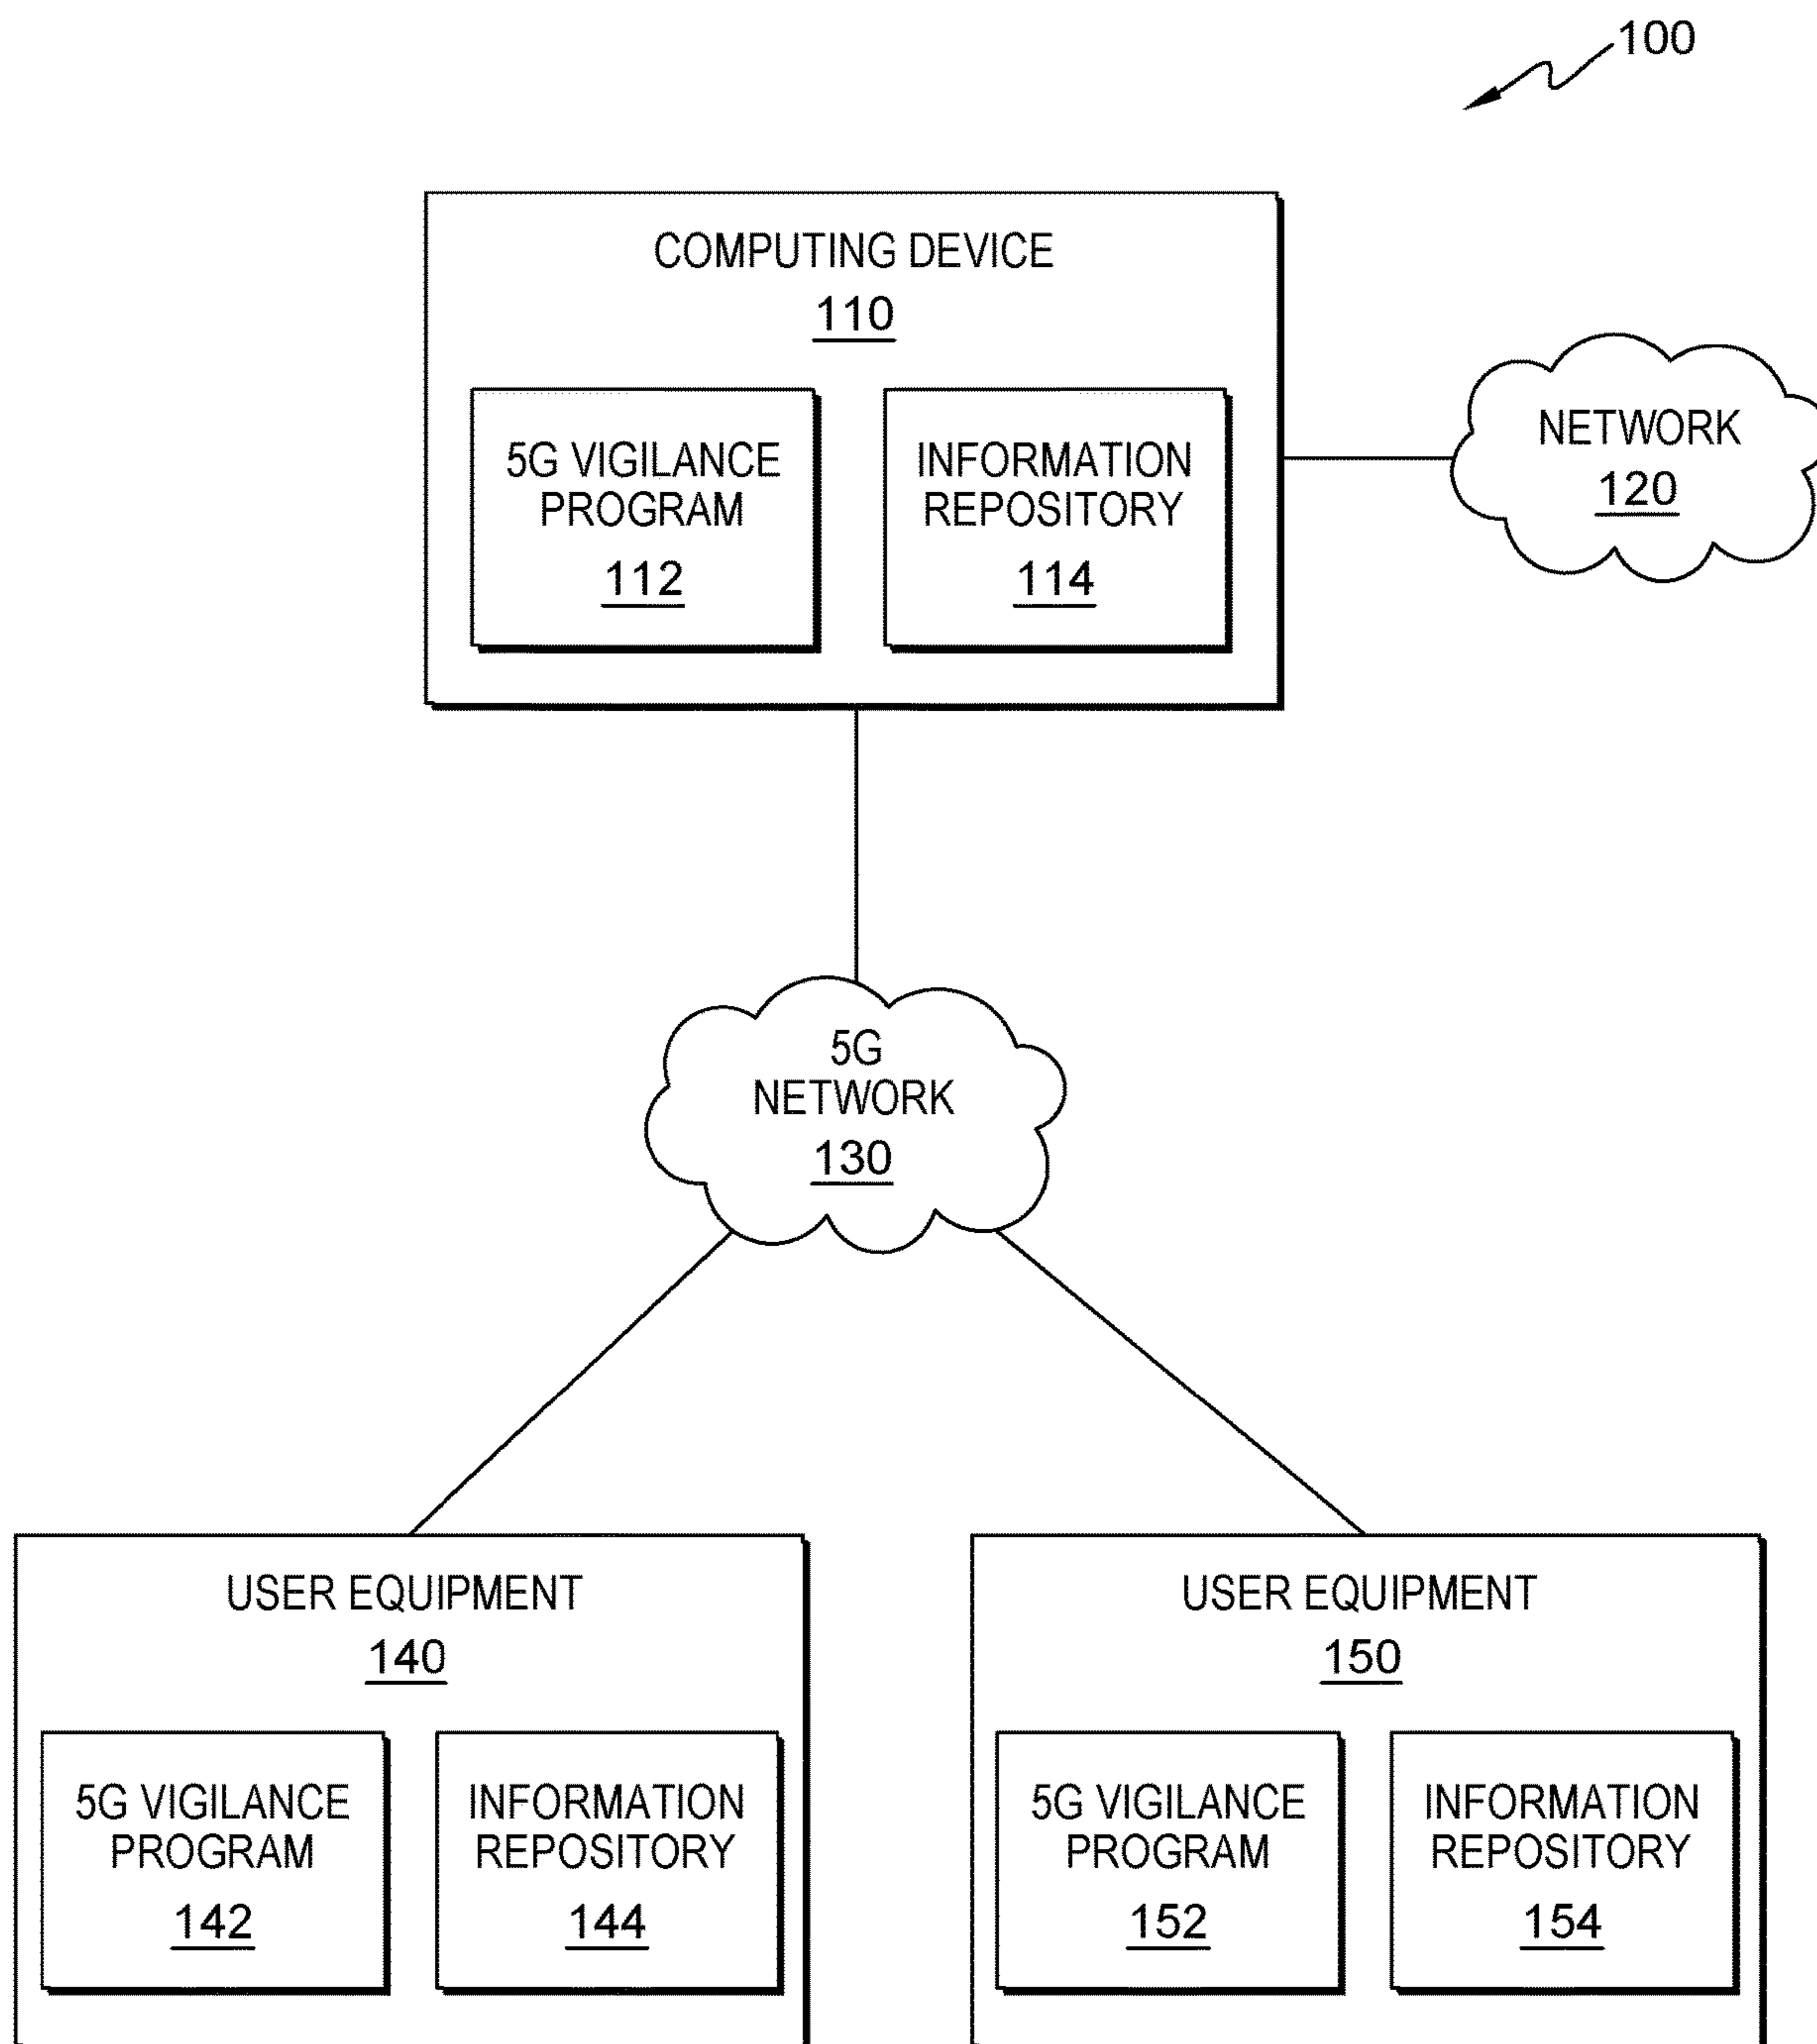 100
COMPUTING DEVICE
110
5G VIGILANCE
PROGRAM
112
INFORMATION
REPOSITORY
114
NETWORK
120
5G
NETWORK
130
USER EQUIPMENT
140
5G VIGILANCE
PROGRAM
142
INFORMATION
REPOSITORY
144
USER EQUIPMENT
150
5G VIGILANCE
PROGRAM
152
INFORMATION
REPOSITORY
154